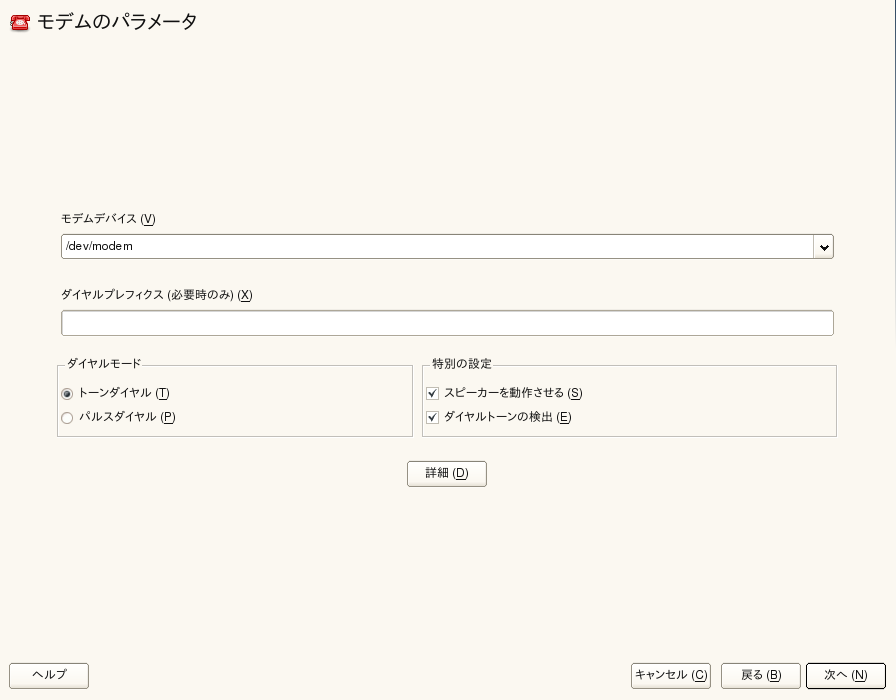 モデムのパラメータ
モデムデバイス (V)
/dev/modem
ダイヤルプレフィクス (必要時のみ) (X)
ダイヤルモード
トーンダイヤル (T)
パルスダイヤル (P)
特別の設定
スピーカーを動作させる (S)
ダイヤルトーンの検出 (E)
詳細 (D)
ヘルプ
キャンセル (C)
戻る (B)
次へ (N)